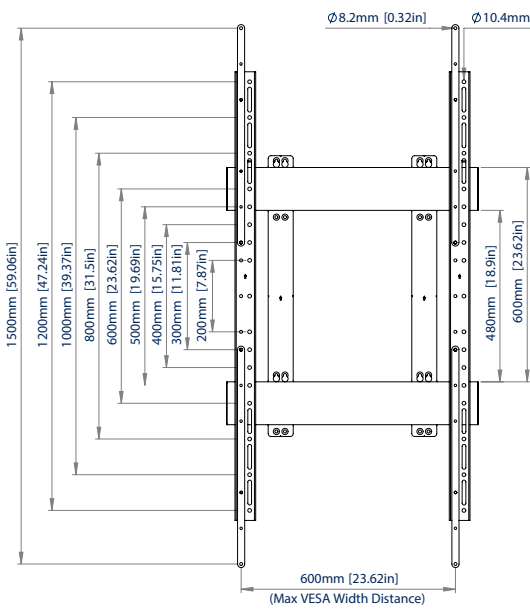 Ø8.2mm [0.32in]
Ø10.4mm
1500mm [59.06in]
1200mm [47.24in]
1000mm [39.37in]
800mm [31.5in]
600mm [23.62in]
500mm [19.69in]
400mm [15.75in]
300mm [11.81in]
200mm [7.87in]
480mm [18.9in]
600mm [23.62in]
600mm [23.62in]
(Max VESA Width Distance)